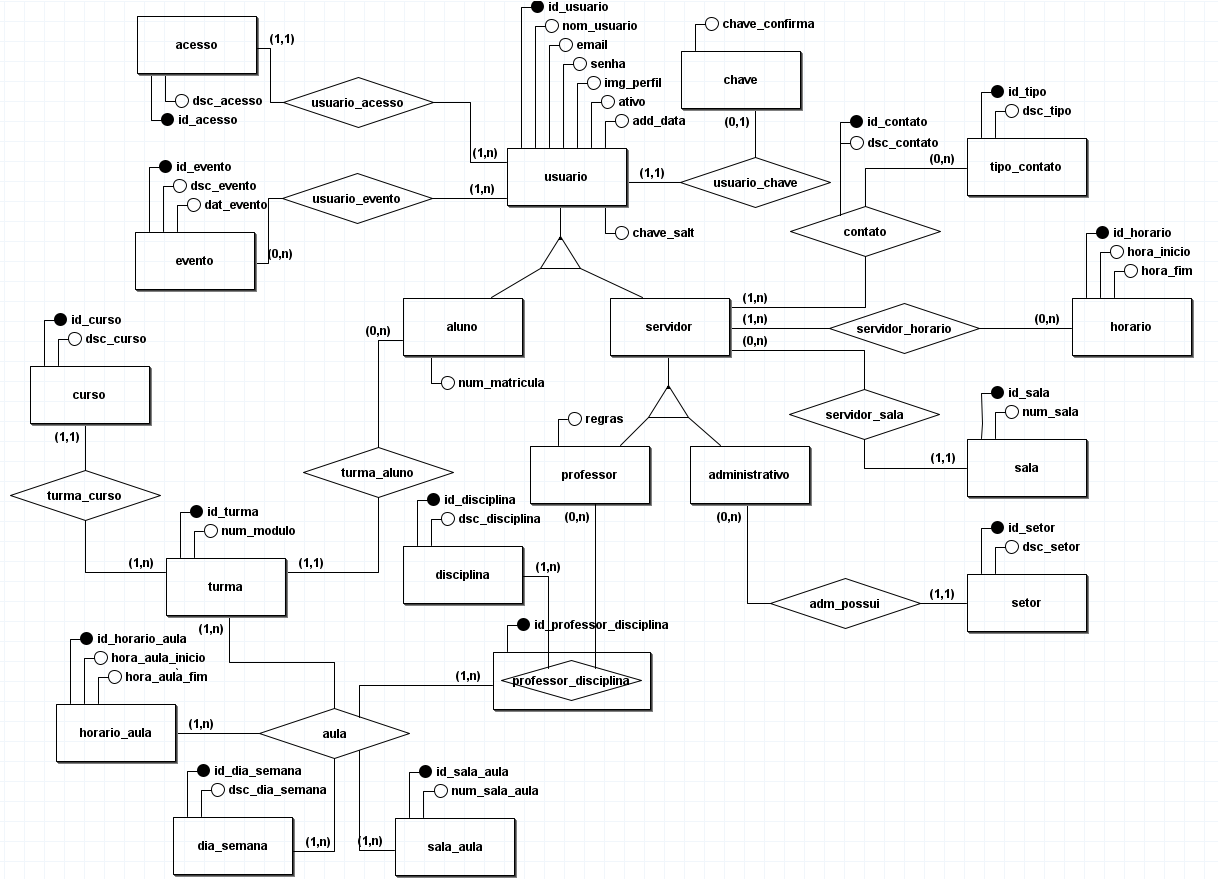 acesso
(1,1)
dsc_acesso
id_acesso
usuario_acesso
id_usuario
nom_usuario
email
senha
img_perfil
ativo
add_data
(1,n)
usuario
chave_salt
chave_confirma
chave
(0,1)
(1,1)
usuario_chave
id_contato
dsc_contato
(0,n)
contato
id_tipo
dsc_tipo
tipo_contato
id_evento
dsc_evento
dat_evento
evento
(0,n)
usuario_evento
(1,n)
id_horario
hora_inicio
hora_fim
horario
(0,n)
servidor_horario
(1,n)
(1,n)
(0,n)
servidor
aluno
(0,n)
num_matricula
id_curso
dsc_curso
curso
(1,1)
turma_curso
(1,n)
turma_aluno
id_turma
num_modulo
turma
(1,1)
(1,n)
regras
professor
(0,n)
administrativo
(0,n)
servidor_sala
(1,1)
id_sala
num_sala
sala
id_disciplina
dsc_disciplina
disciplina
(1,n)
id_setor
dsc_setor
setor
(1,1)
adm_possui
id_professor_disciplina
professor_disciplina
(1,n)
id_horario_aula
hora_aula_inicio
hora_aula_fim
horario_aula
(1,n)
aula
id_dia_semana
dsc_dia_semana
dia_semana
(1,n)
id_sala_aula
num_sala_aula
sala_aula
(1,n)